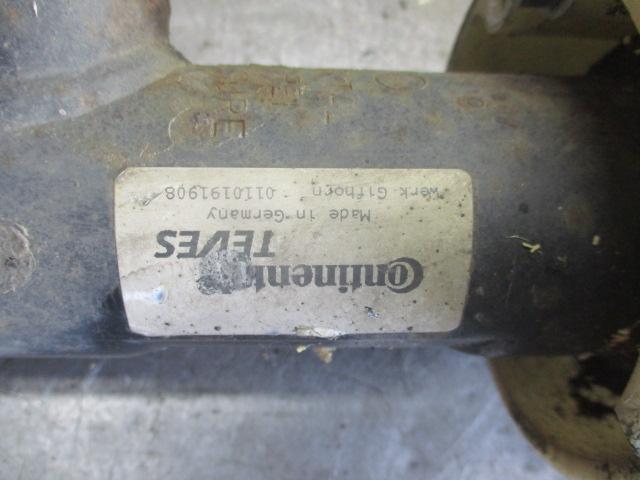 Continent
TEVES
Made in Germany
Werk Gifhorn 0110191908